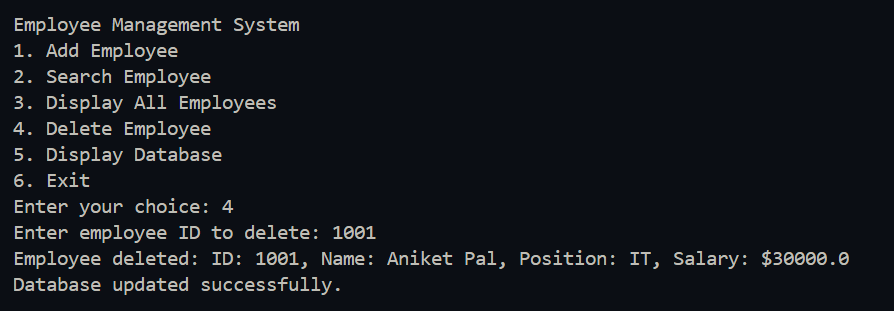 Employee Management System
1. Add Employee
2. Search Employee
3. Display All Employees
4. Delete Employee
5. Display Database
6. Exit
Enter your choice: 4
Enter employee ID to delete: 1001
Employee deleted: ID: 1001, Name: Aniket Pal, Position: IT, Salary: $30000.0
Database updated successfully.